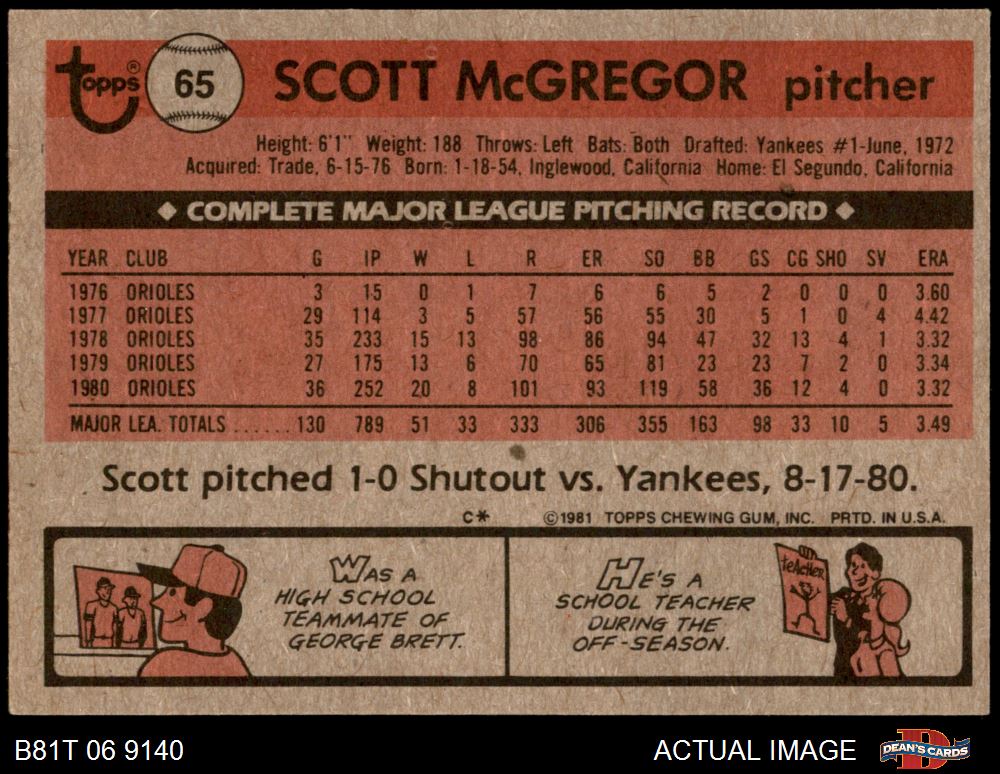 Topps® 65 SCOTT McGREGOR pitcher
Height: 6'1" Weight: 188 Throws: Left Bats: Both Drafted: Yankees #1-June, 1972
Acquired: Trade, 6-15-76 Born: 1-18-54, Inglewood, California Home: El Segundo, California
◆ COMPLETE MAJOR LEAGUE PITCHING RECORD ◆
YEAR CLUB G IP W L R ER SO BB GS CG SHO SV ERA
1976 ORIOLES 3 15 0 1 7 6 6 5 2 0 0 0 3.60
1977 ORIOLES 29 114 3 5 57 56 55 30 5 1 0 4 4.42
1978 ORIOLES 35 233 15 13 98 86 94 47 32 13 4 1 3.32
1979 ORIOLES 27 175 13 6 70 65 81 23 23 7 2 0 3.34
1980 ORIOLES 36 252 20 8 101 93 119 58 36 12 4 0 3.32
MAJOR LEA. TOTALS ...... 130 789 51 33 333 306 355 163 98 33 10 5 3.49
Scott pitched 1-0 Shutout vs. Yankees, 8-17-80.
C* ©1981 TOPPS CHEWING GUM, INC. PRTD. IN U.S.A.
WAS A
HIGH SCHOOL
TEAMMATE OF
GEORGE BRETT.
HE'S A
SCHOOL TEACHER
DURING THE
OFF-SEASON.
teAcHer
B81T 06 9140 ACTUAL IMAGE
DEAN'S CARDS